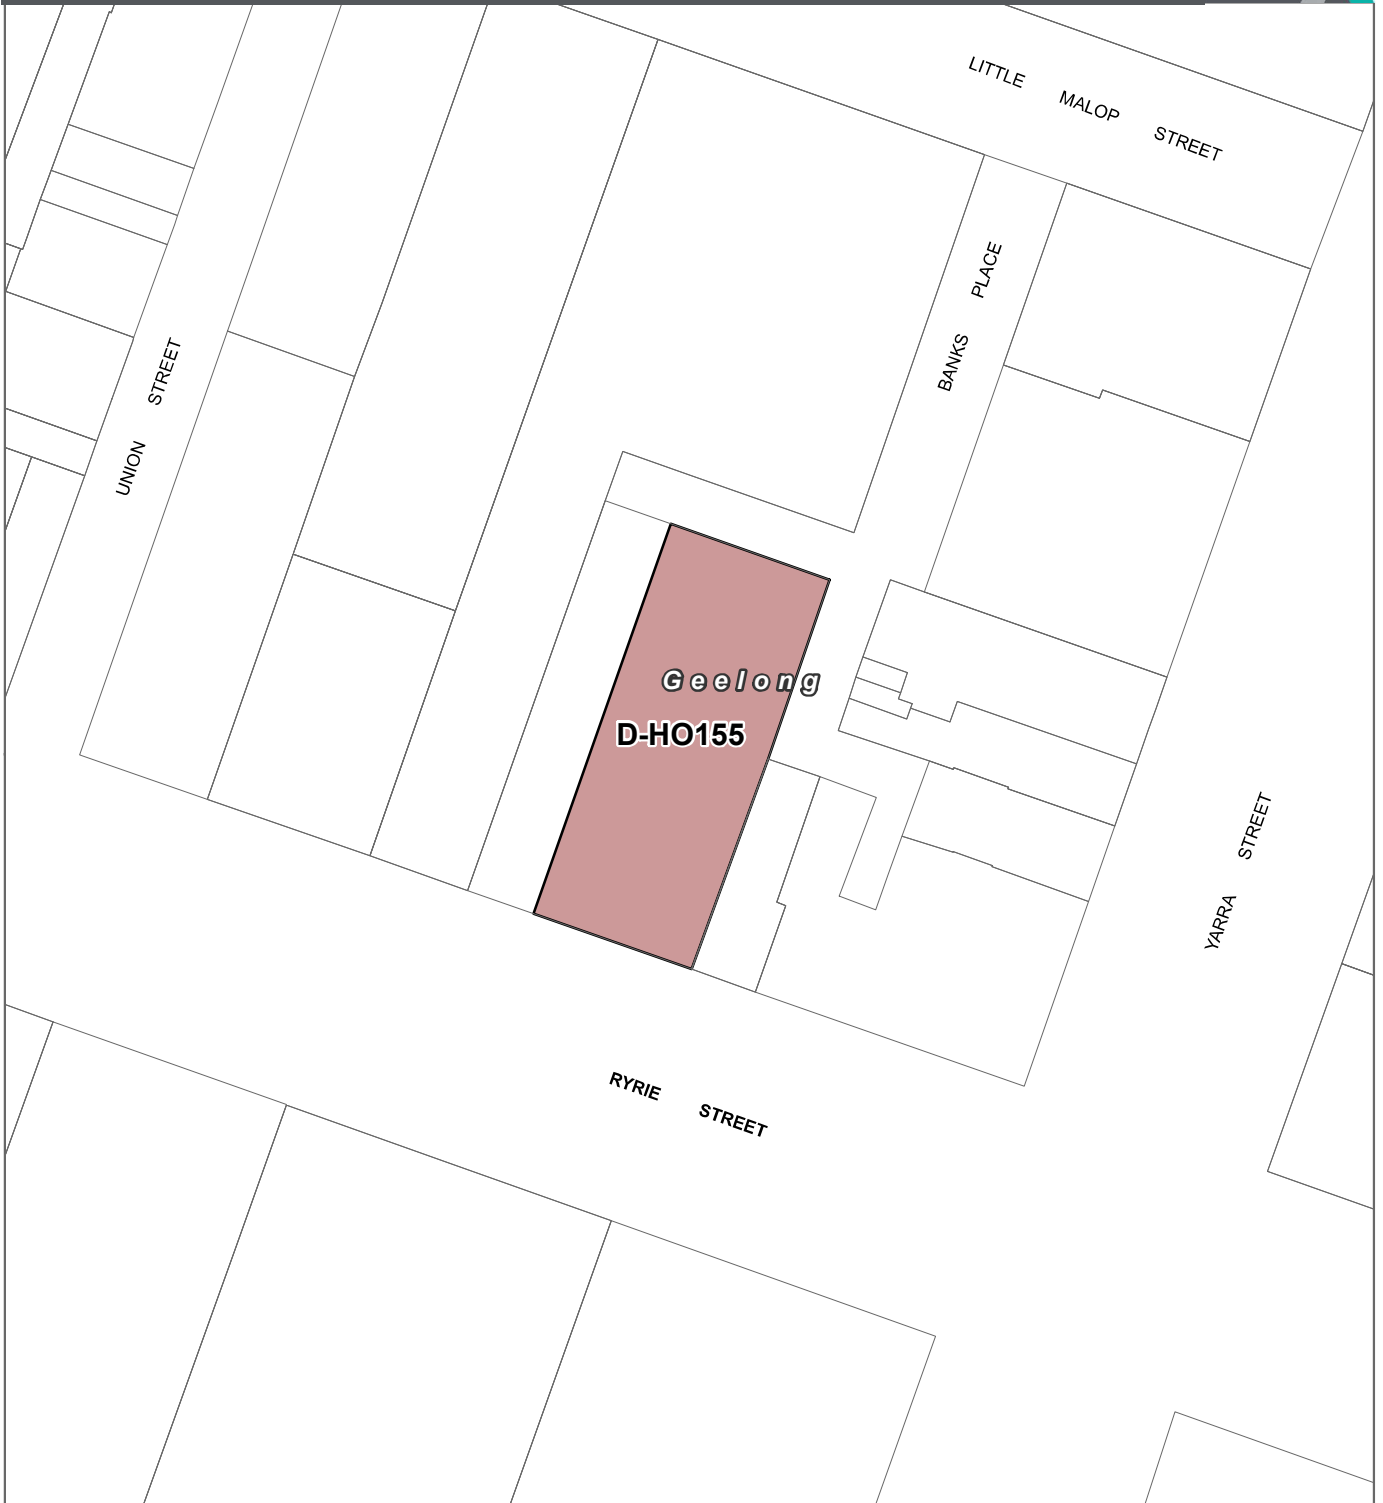 LITTLE MALOP STREET
BANKS PLACE
UNION STREET
Geelong
D-HO155
YARRA STREET
RYRIE STREET